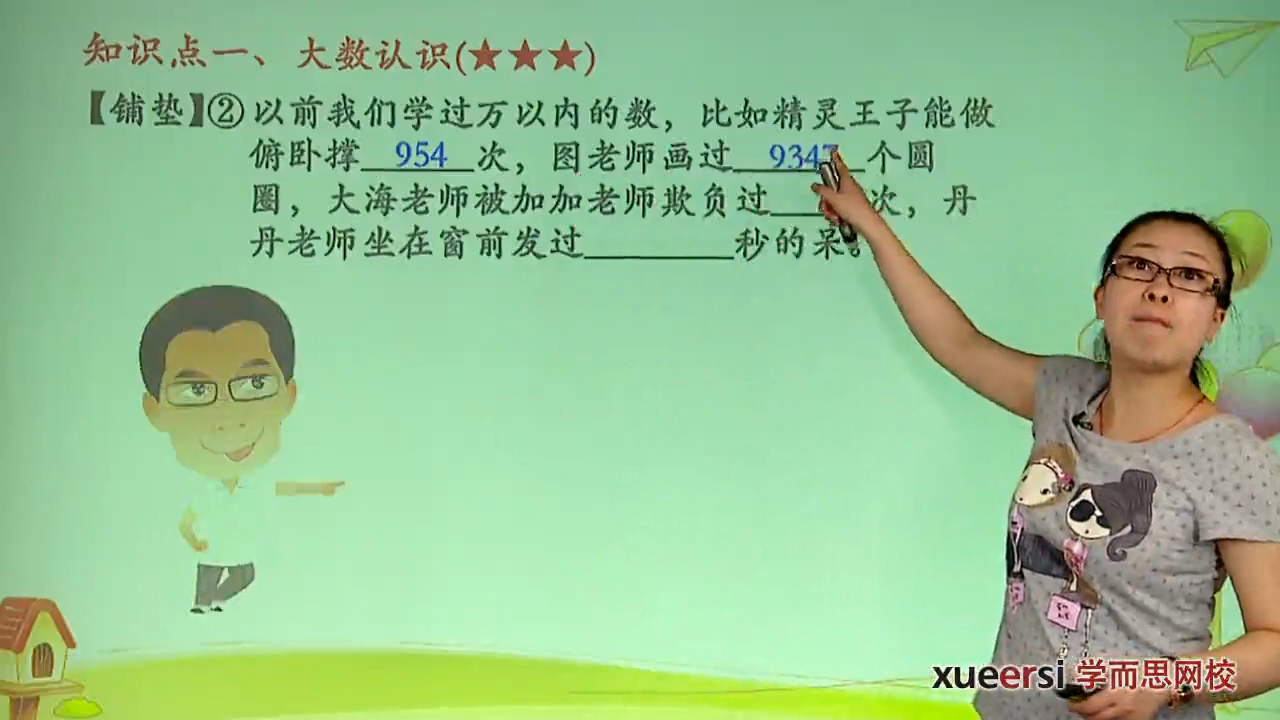 知识点一、大数认识(★★★)
【铺垫】②以前我们学过万以内的数，比如精灵王子能做
俯卧撑 954 次，图老师画过 9347 个圆
圈，大海老师被加加老师欺负过 次，丹
丹老师坐在窗前发过 秒的呆。
xueersi 学而思网校